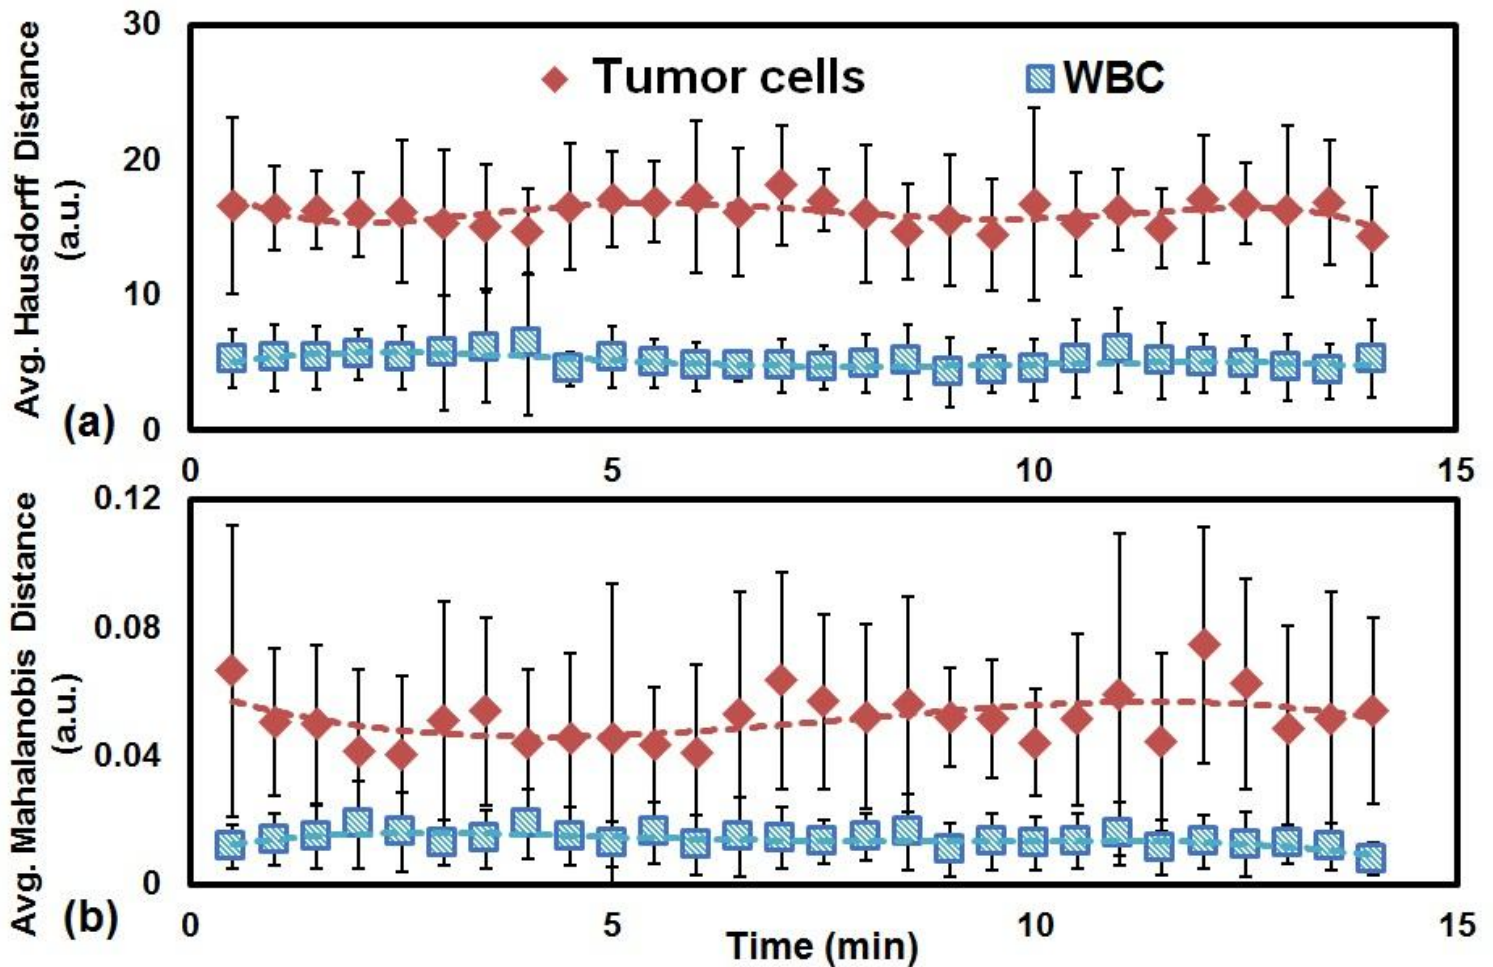 Avg. Hausdorff Distance
(a.u.)
30
20
10
0
Tumor cells
WBC
(a)
0
5
10
15
Avg. Mahalanobis Distance
(a.u.)
0.12
0.08
0.04
0
(b)
0
5
10
15
Time (min)